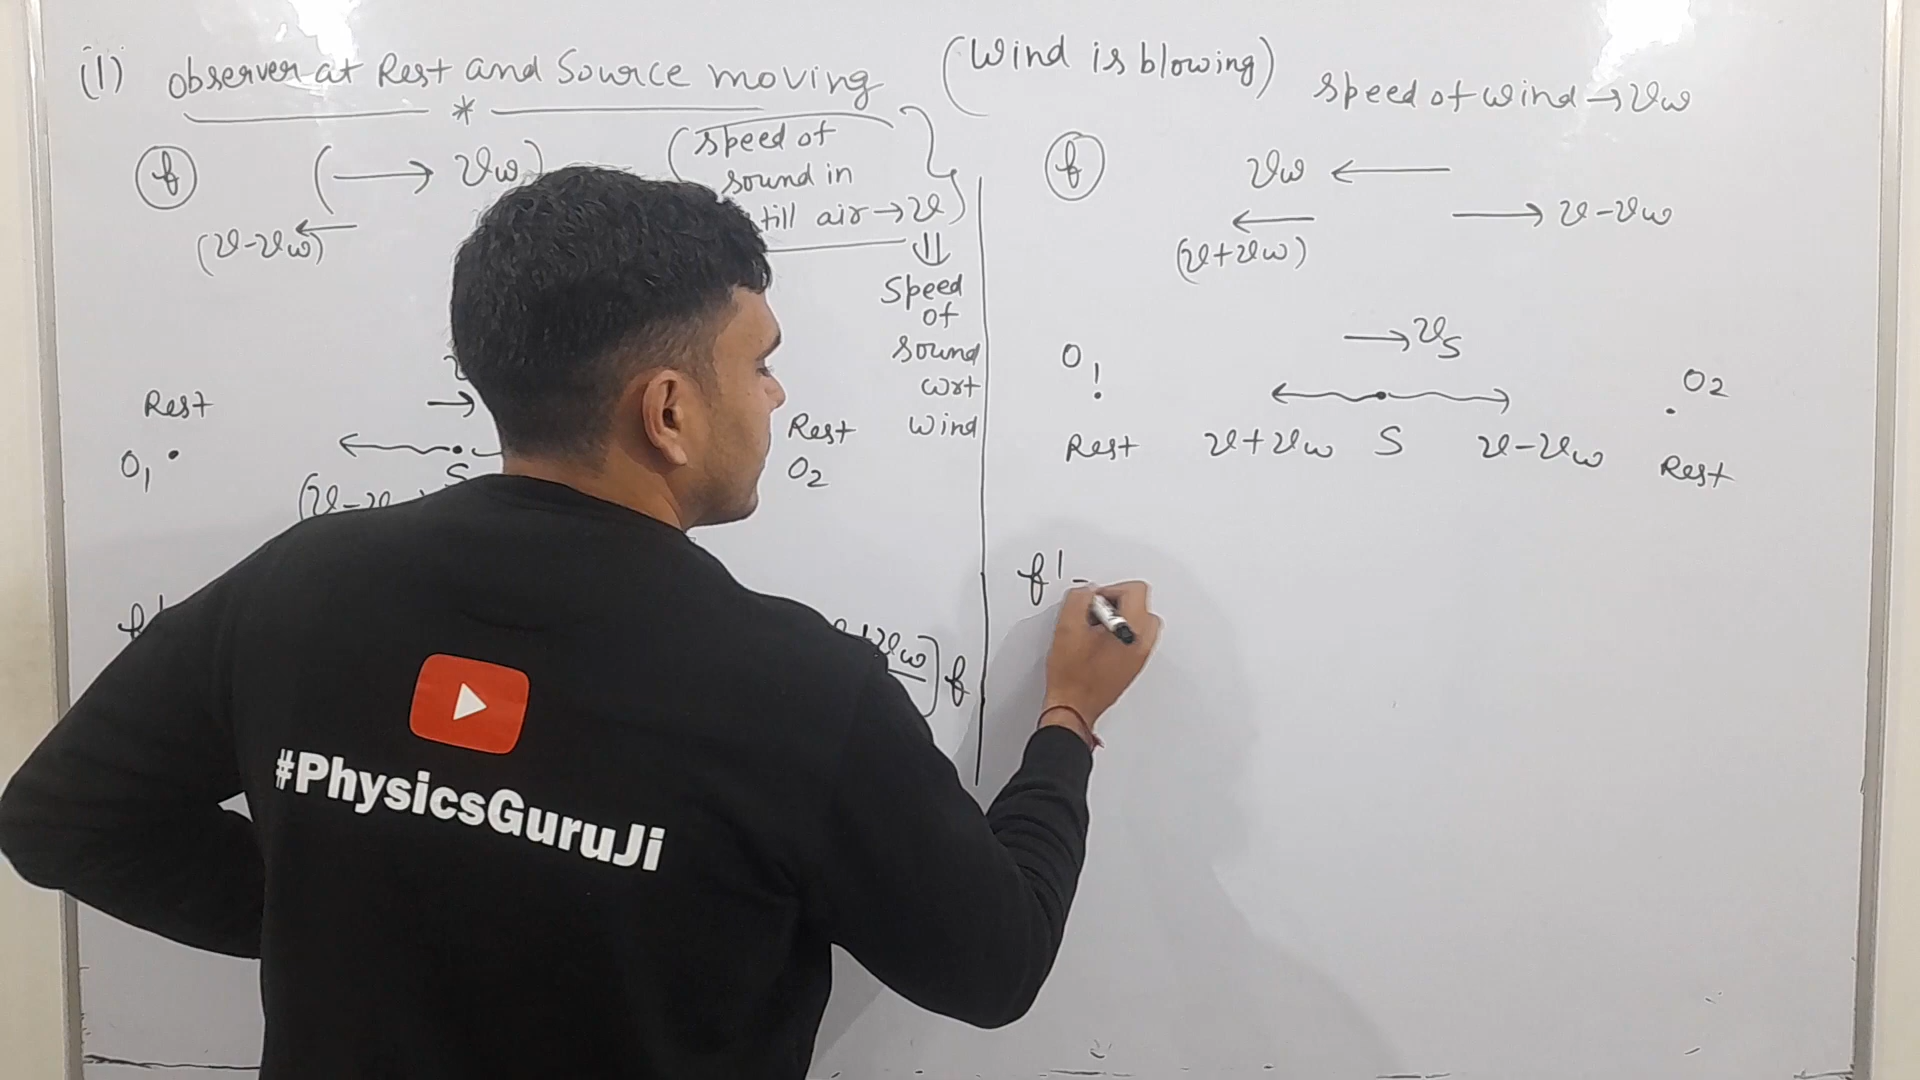 (1) Observer at Rest and Source moving (Wind is blowing)
Speed of wind → vw
f (→ vw)
(v-vw)
(speed of
sound in
till air → v)
⇓
Speed
of
sound
wrt
wind
Rest
O1
S
Rest
O2
f'
vw
f
f
vw ←
→ v-vw
(v+vw)
→ vs
O1
O2
Rest v+vw S v-vw Rest
f' -
#PhysicsGuruJi